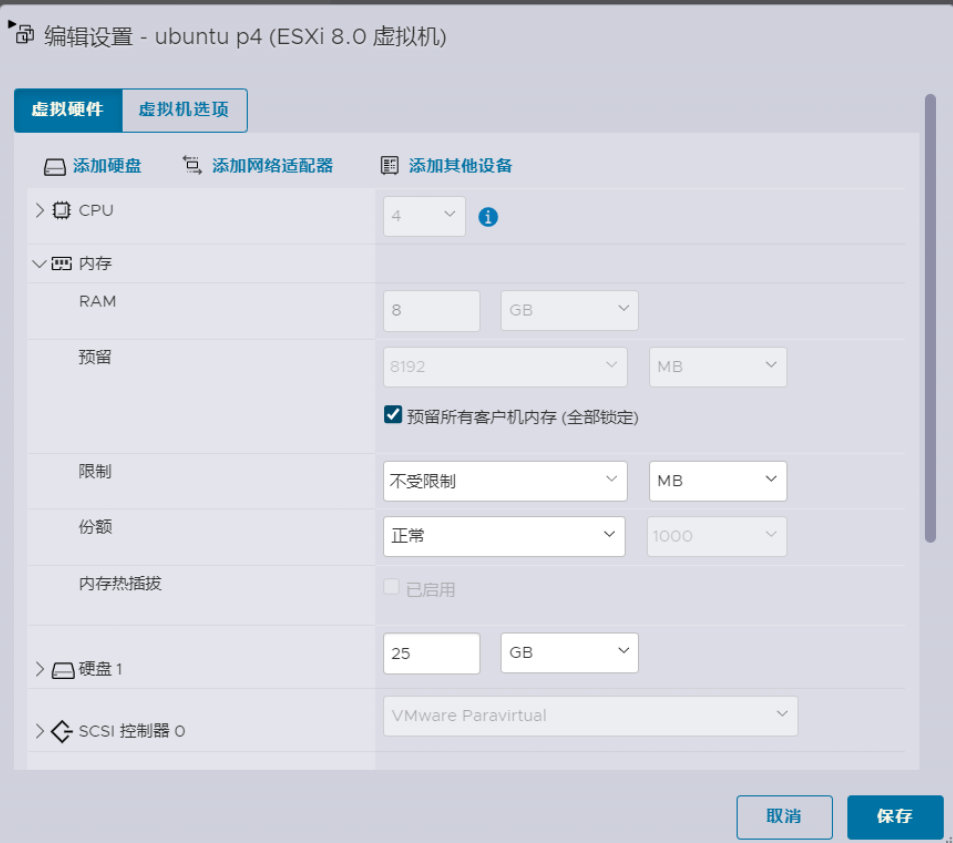 编辑设置 - ubuntu p4 (ESXi 8.0 虚拟机)
虚拟硬件 虚拟机选项
添加硬盘 添加网络适配器 添加其他设备
CPU 4
内存
RAM 8 GB
预留 8192 MB
预留所有客户机内存 (全部锁定)
限制 不受限制 MB
份额 正常 1000
内存热插拔 已启用
硬盘 1 25 GB
SCSI 控制器 0 VMware Paravirtual
取消 保存